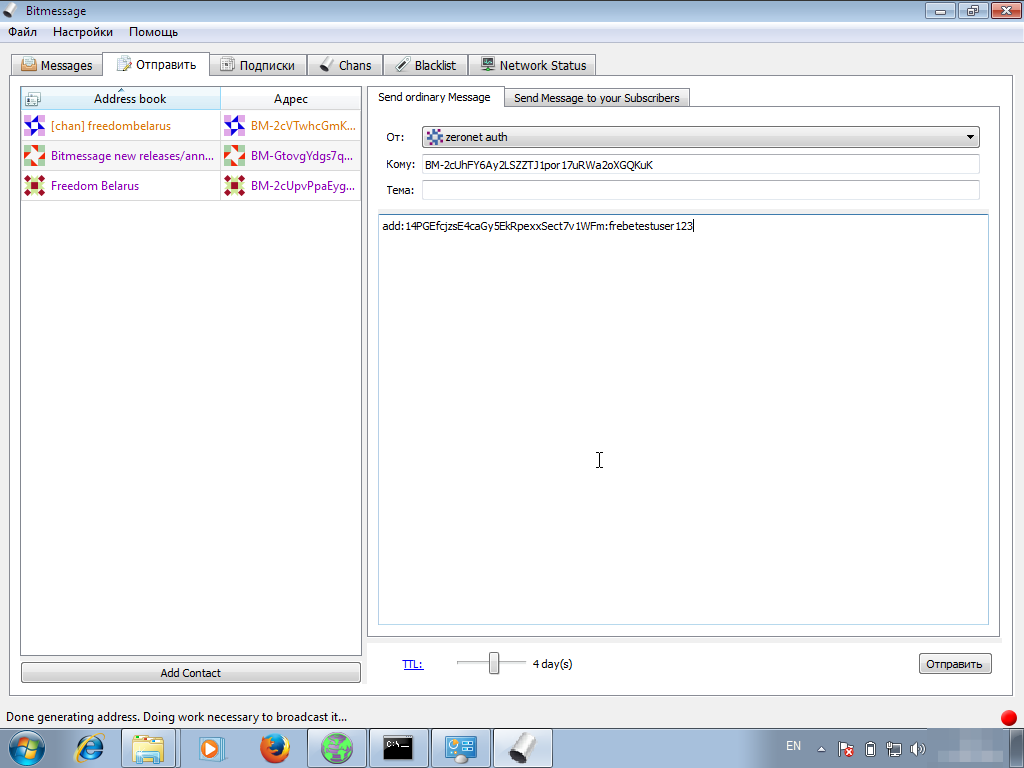 Bitmessage
Файл Настройки Помощь
Messages Отправить Подписки Chans Blacklist Network Status
Address book Адрес
[chan] freedombelarus BM-2cVTwhcGmK...
Bitmessage new releases/ann... BM-GtovgYdgs7q...
Freedom Belarus BM-2cUpvPpaEyg...
Add Contact
Send ordinary Message Send Message to your Subscribers
От: zeronet auth
Кому: BM-2cUhFY6Ay2LSZZTJ1por17uRWa2oXGQKuK
Тема:
add:14PGEfcjzsE4caGy5EkRpexxSect7v1WFm:frebetestuser123
TTL: 4 day(s) Отправить
Done generating address. Doing work necessary to broadcast it...
C:\_ EN